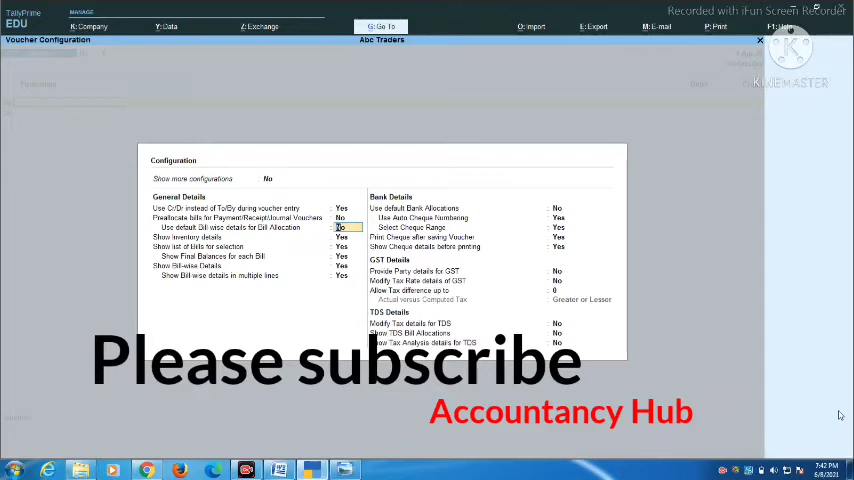 Recorded with iFun Screen Recorder
TallyPrime
EDU
MANAGE
K: Company
Y: Data
Z: Exchange
G: Go To
O: Import
E: Export
M: E-mail
P: Print
F1: Help
Voucher Configuration
Abc Traders
KINEMASTER
Configuration
Show more configurations : No
General Details
Use Cr/Dr instead of To/By during voucher entry : Yes
Preallocate bills for Payment/Receipt/Journal Vouchers : No
Use default Bill-wise details for Bill Allocation : No
Show Inventory details : Yes
Show list of Bills for selection : Yes
Show Final Balances for each Bill : Yes
Show Bill-wise Details : Yes
Show Bill-wise details in multiple lines : Yes
Bank Details
Use default Bank Allocations : No
Use Auto Cheque Numbering : Yes
Select Cheque Range : Yes
Print Cheque after saving Voucher : Yes
Show Cheque details before printing : Yes
GST Details
Provide Party details for GST : No
Modify Tax Rate details of GST : No
Allow Tax difference up to : 0
Actual versus Computed Tax : Greater or Lessor
TDS Details
Modify Tax details for TDS : No
Show TDS Bill Allocations : No
Show Tax Analysis details for TDS : No
Please subscribe
Accountancy Hub
7:42 PM
6/8/2021